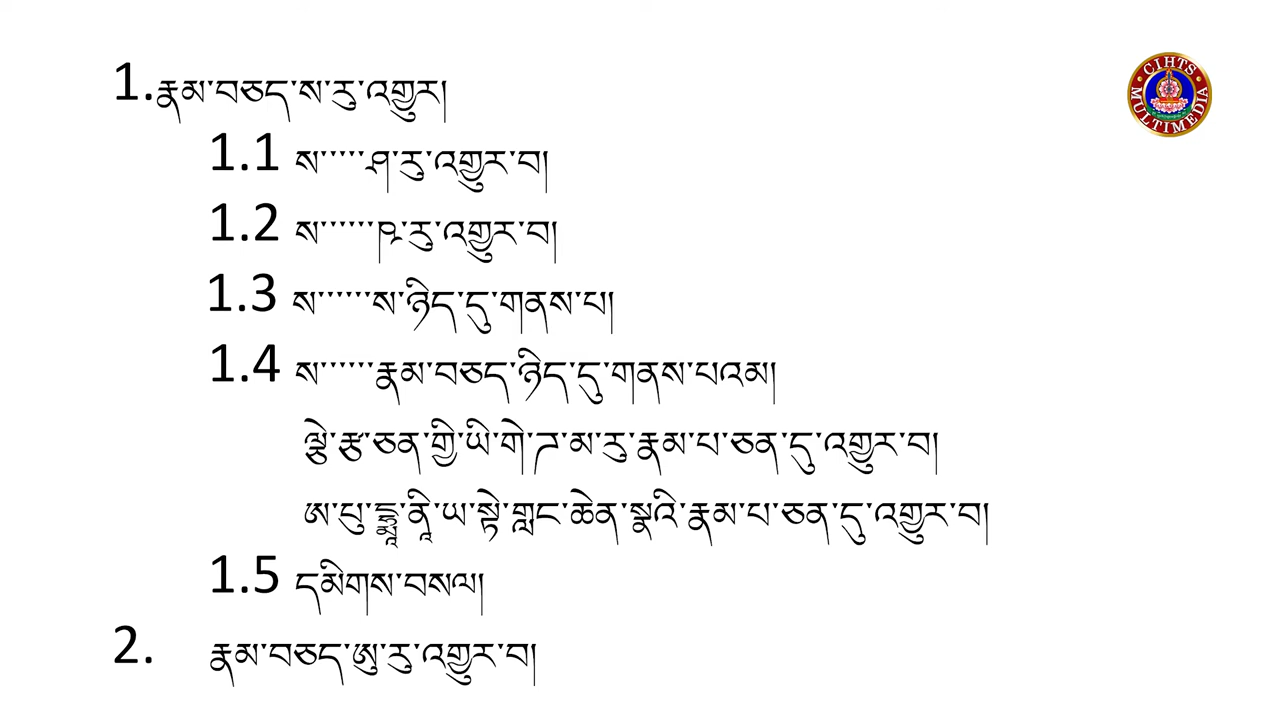 1.རྣམ་བཅད་ས་རུ་འགྱུར།
CIHTS MULTIMEDIA
1.1 ས་་་་་ཤ་རུ་འགྱུར་བ།
1.2 ས་་་་་་ཥ་རུ་འགྱུར་བ།
1.3 ས་་་་་་ས་ཉིད་དུ་གནས་པ།
1.4 ས་་་་་་རྣམ་བཅད་ཉིད་དུ་གནས་པའམ།
ལྕེ་རྩ་ཅན་གྱི་ཡི་གེ་ཌ་མ་རུ་རྣམ་པ་ཅན་དུ་འགྱུར་བ།
ཨ་པུ་ནཱི་ཡ་སྟེ་གླང་ཆེན་སྣའི་རྣམ་པ་ཅན་དུ་འགྱུར་བ།
1.5 དམིགས་བསལ།
2. རྣམ་བཅད་ཨུ་རུ་འགྱུར་བ།